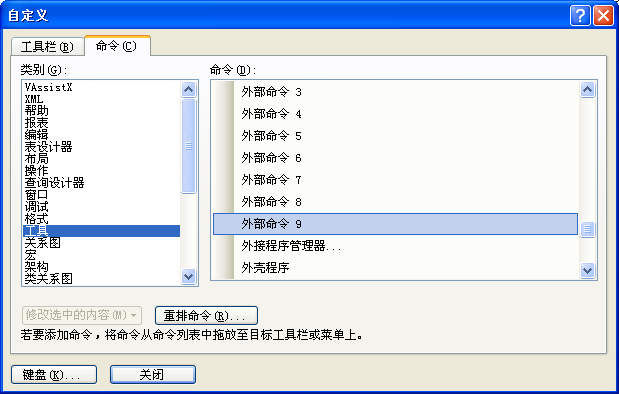 自定义
工具栏(B) 命令(C)
类别(G): 命令(D):
VAssistX
XML
帮助
报表
编辑
表设计器
布局
操作
查询设计器
窗口
调试
格式
工具
关系图
宏
架构
类关系图
外部命令 3
外部命令 4
外部命令 5
外部命令 6
外部命令 7
外部命令 8
外部命令 9
外接程序管理器...
外壳程序
修改选中的内容(M) 重排命令(R)...
若要添加命令，将命令从命令列表中拖放至目标工具栏或菜单上。
键盘(K)... 关闭